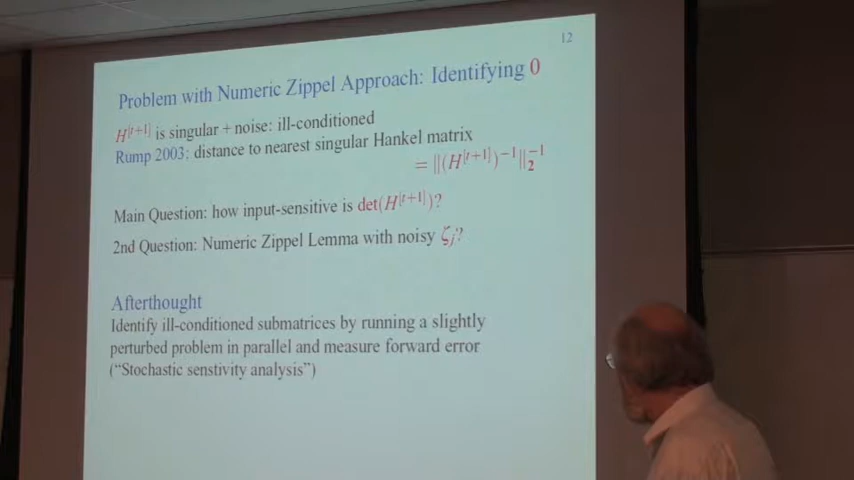 12
Problem with Numeric Zippel Approach: Identifying 0
H^[t+1] is singular + noise: ill-conditioned
Rump 2003: distance to nearest singular Hankel matrix
= ||(H^[t+1])^-1||_2^-1
Main Question: how input-sensitive is det(H^[t+1])?
2nd Question: Numeric Zippel Lemma with noisy ζ_j?
Afterthought
Identify ill-conditioned submatrices by running a slightly
perturbed problem in parallel and measure forward error
("Stochastic senstivity analysis")